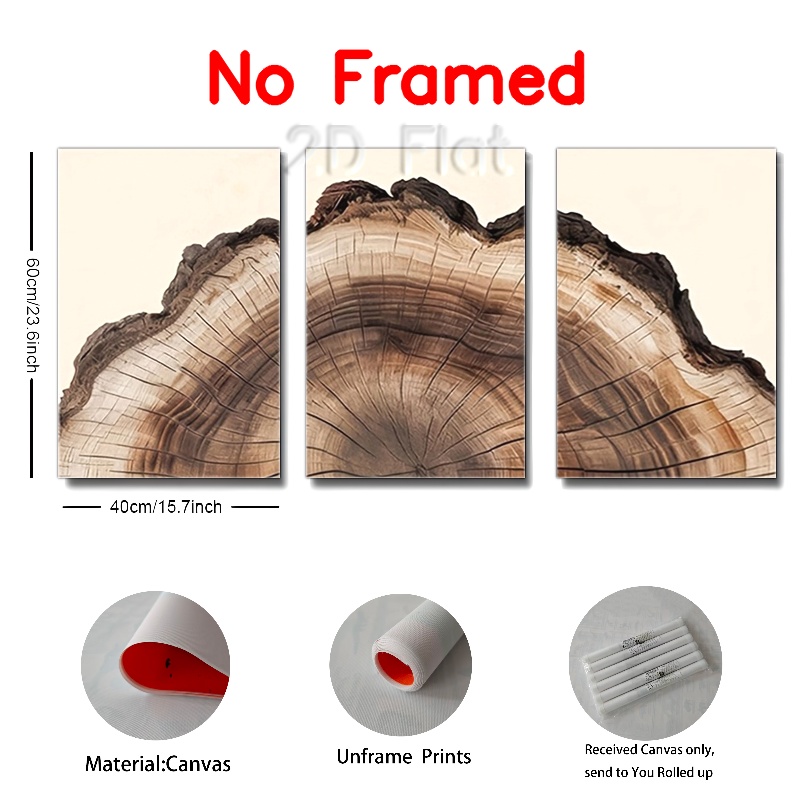 No Framed
2D Flat
60cm/23.6inch
40cm/15.7inch
Material:Canvas
Unframe Prints
Received Canvas only,
send to You Rolled up